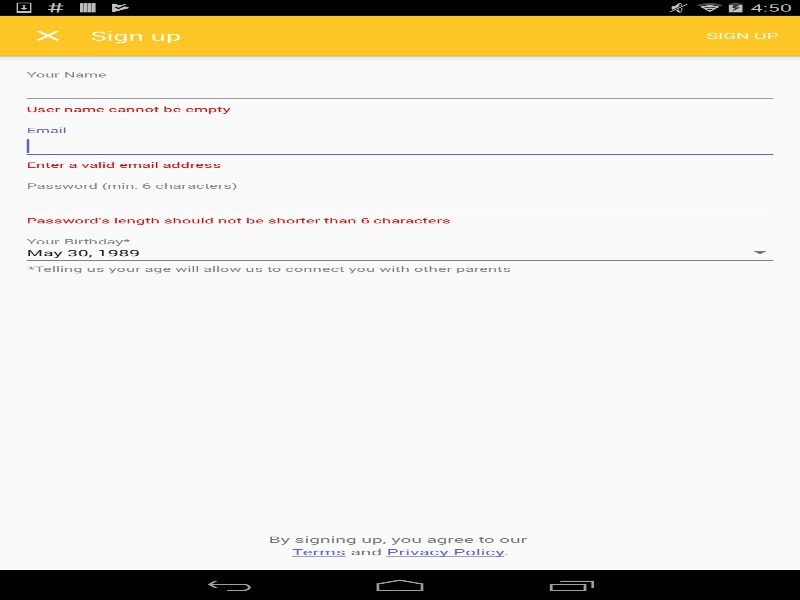 4:50
Sign up
SIGN UP
Your Name
User name cannot be empty
Email
Enter a valid email address
Password (min. 6 characters)
Password's length should not be shorter than 6 characters
Your Birthday*
May 30, 1989
*Telling us your age will allow us to connect you with other parents
By signing up, you agree to our
Terms and Privacy Policy.